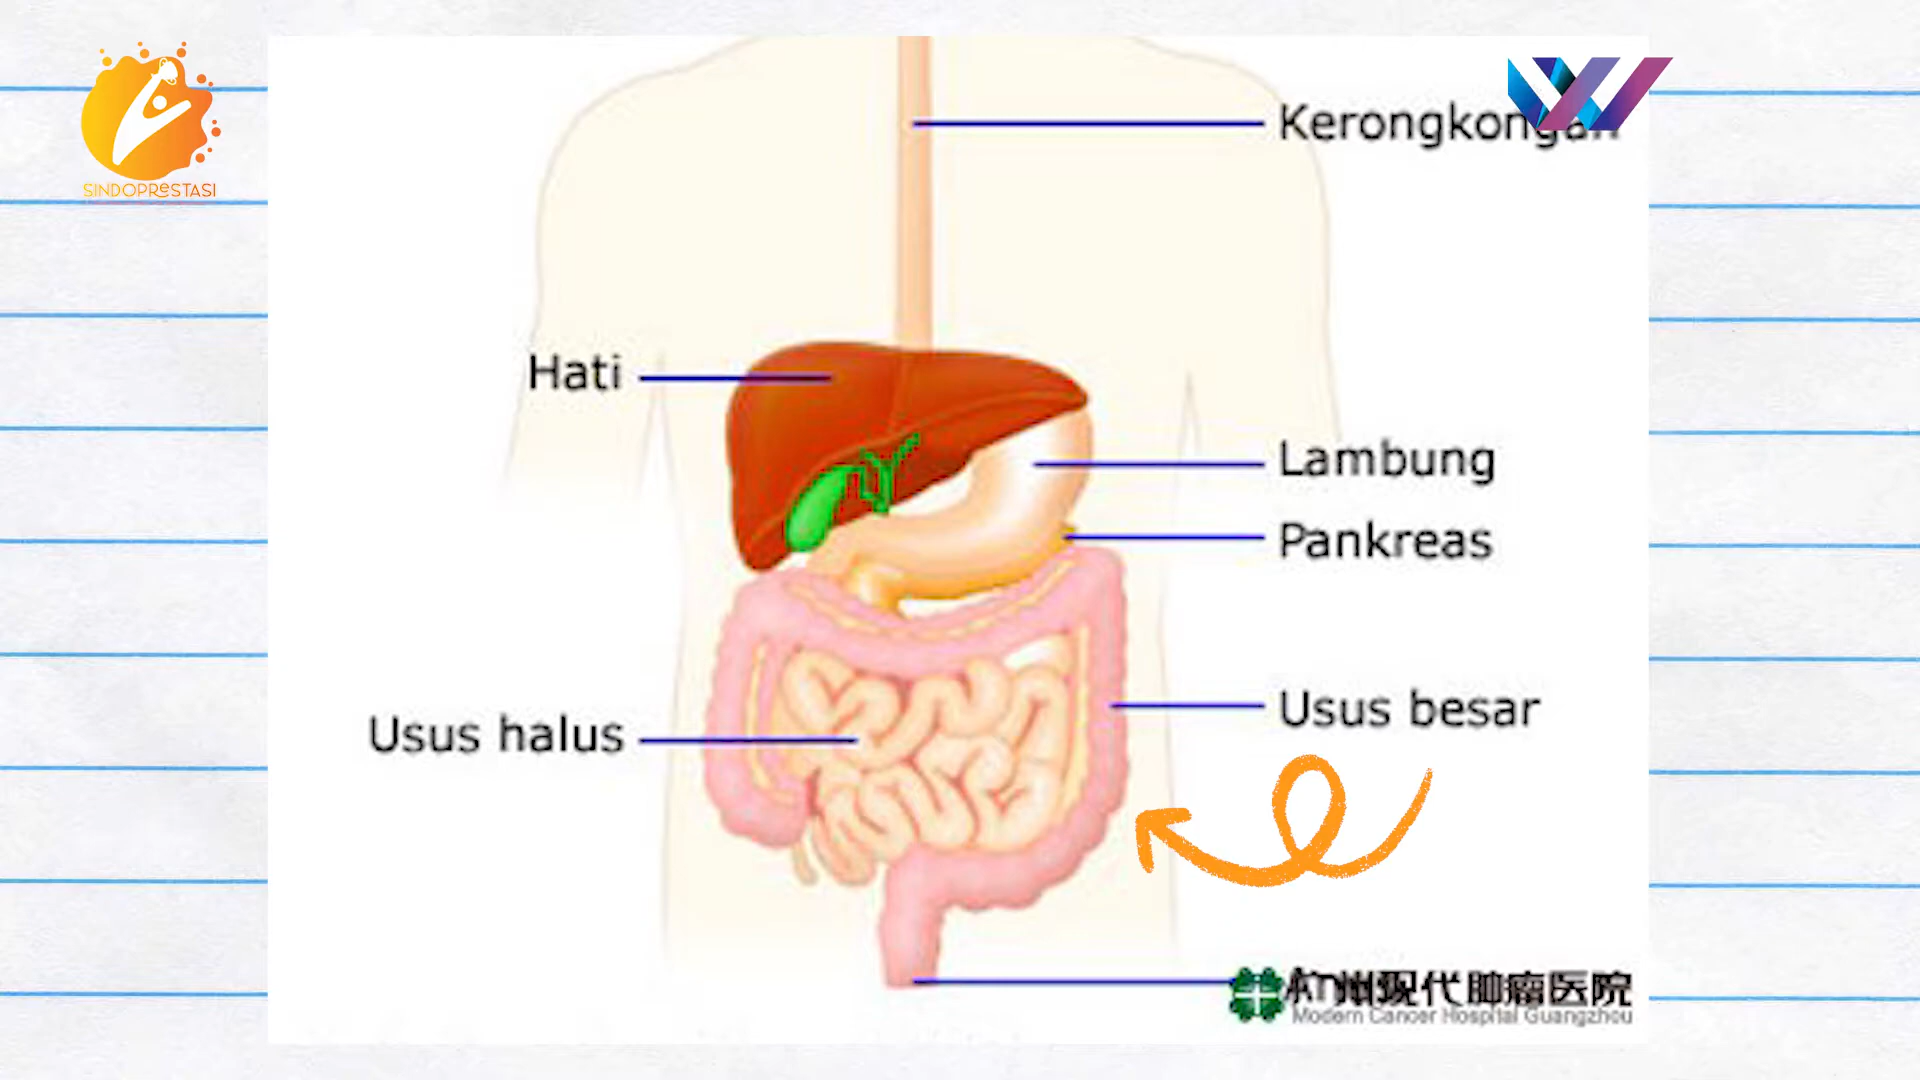 SINDOPRESTASI
Kerongkongan
Hati
Lambung
Pankreas
Usus halus
Usus besar
州现代肿瘤医院
Modern Cancer Hospital Guangzhou